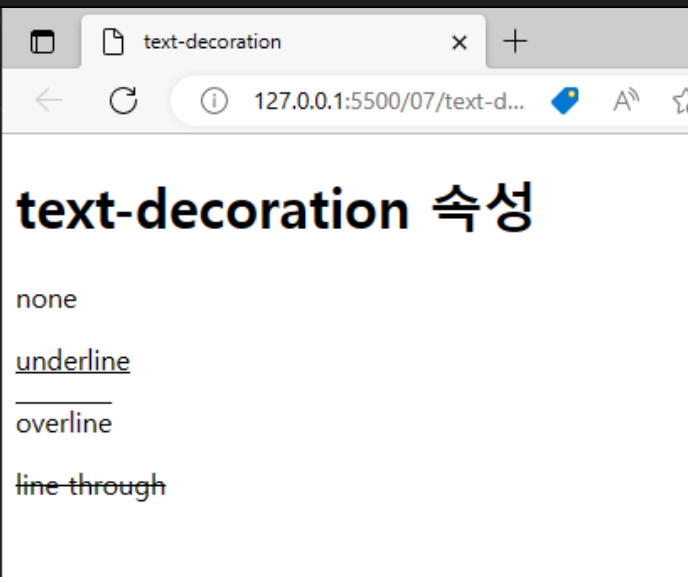 text-decoration
127.0.0.1:5500/07/text-d...
text-decoration 속성
none
underline
overline
line through